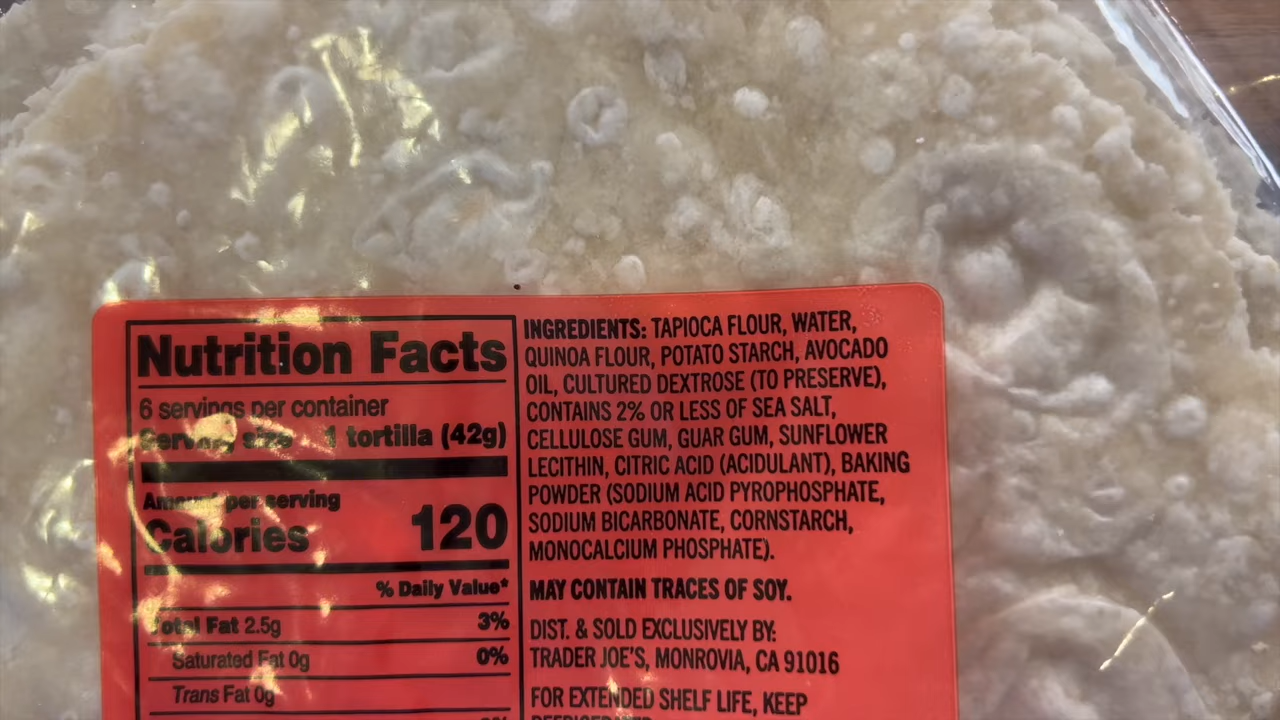 Nutrition Facts
6 servings per container
Serving size 1 tortilla (42g)
Amount per serving
Calories 120
% Daily Value*
Total Fat 2.5g 3%
Saturated Fat 0g 0%
Trans Fat 0g
INGREDIENTS: TAPIOCA FLOUR, WATER,
QUINOA FLOUR, POTATO STARCH, AVOCADO
OIL, CULTURED DEXTROSE (TO PRESERVE),
CONTAINS 2% OR LESS OF SEA SALT,
CELLULOSE GUM, GUAR GUM, SUNFLOWER
LECITHIN, CITRIC ACID (ACIDULANT), BAKING
POWDER (SODIUM ACID PYROPHOSPHATE,
SODIUM BICARBONATE, CORNSTARCH,
MONOCALCIUM PHOSPHATE).
MAY CONTAIN TRACES OF SOY.
DIST. & SOLD EXCLUSIVELY BY:
TRADER JOE'S, MONROVIA, CA 91016
FOR EXTENDED SHELF LIFE, KEEP